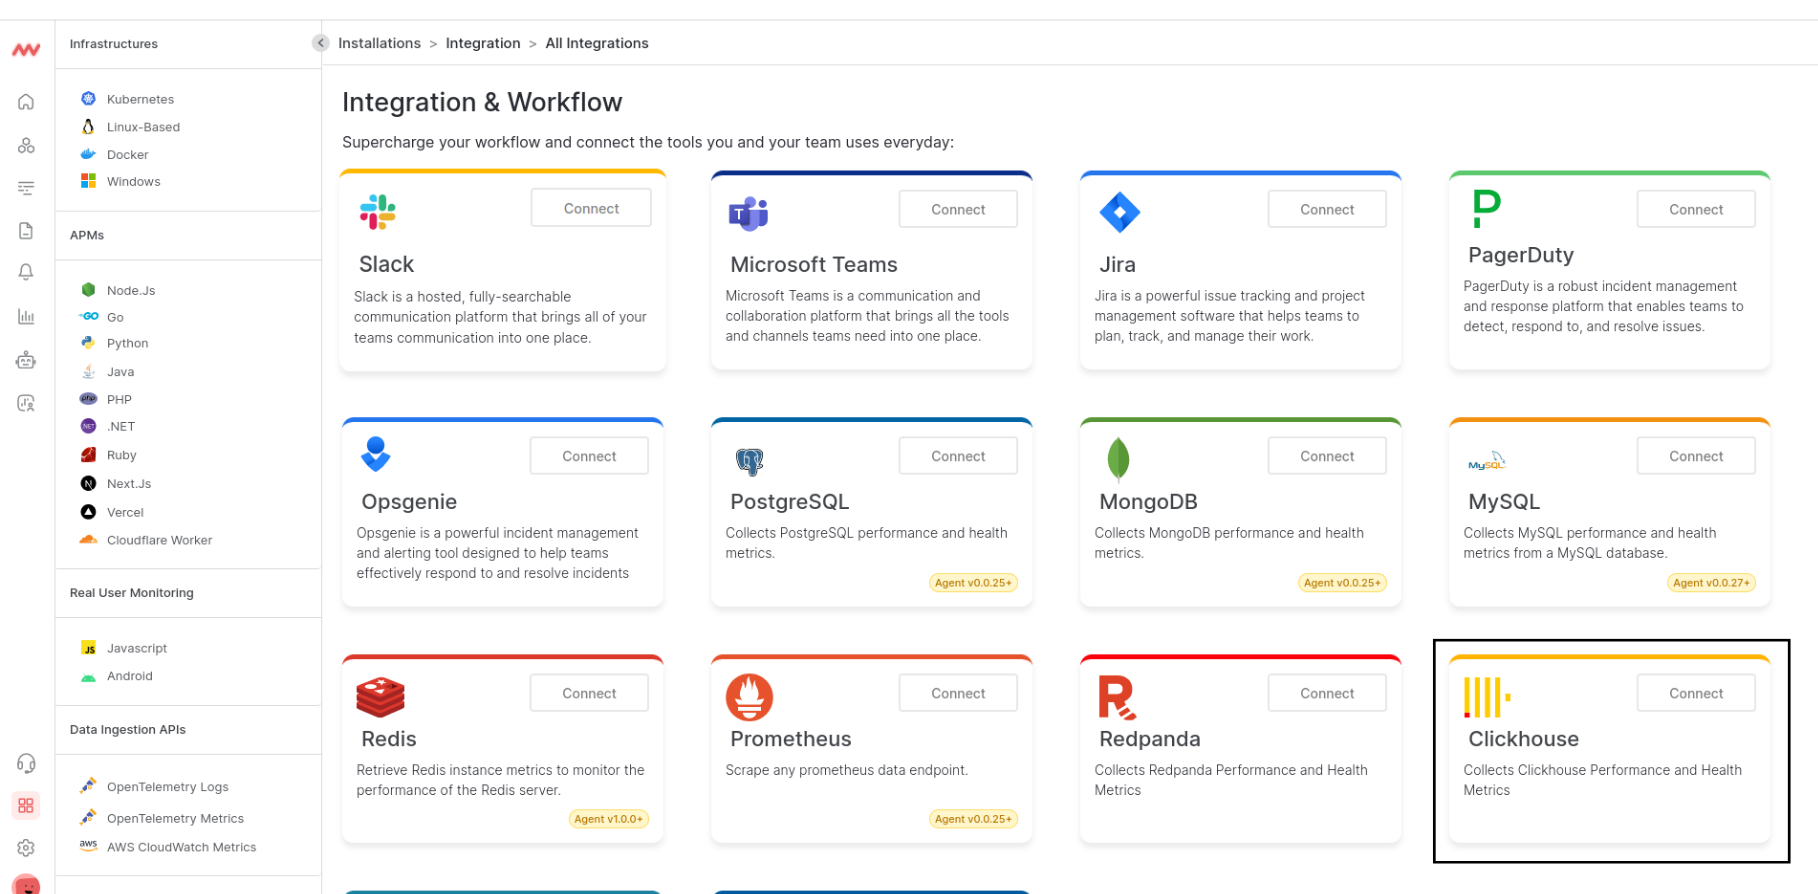 Infrastructures
Kubernetes
Linux-Based
Docker
Windows
APMs
Node.Js
Go
Python
Java
PHP
.NET
Ruby
Next.Js
Vercel
Cloudflare Worker
Real User Monitoring
Javascript
Android
Data Ingestion APIs
OpenTelemetry Logs
OpenTelemetry Metrics
aws AWS CloudWatch Metrics
Installations > Integration > All Integrations
Integration & Workflow
Supercharge your workflow and connect the tools you and your team uses everyday:
Connect
Slack
Slack is a hosted, fully-searchable
communication platform that brings all of your
teams communication into one place.
Connect
Microsoft Teams
Microsoft Teams is a communication and
collaboration platform that brings all the tools
and channels teams need into one place.
Connect
Jira
Jira is a powerful issue tracking and project
management software that helps teams to
plan, track, and manage their work.
Connect
PagerDuty
PagerDuty is a robust incident management
and response platform that enables teams to
detect, respond to, and resolve issues.
Connect
Opsgenie
Opsgenie is a powerful incident management
and alerting tool designed to help teams
effectively respond to and resolve incidents
Connect
PostgreSQL
Collects PostgreSQL performance and health
metrics.
Agent v0.0.25+
Connect
MongoDB
Collects MongoDB performance and health
metrics.
Agent v0.0.25+
MySQL
Connect
MySQL
Collects MySQL performance and health
metrics from a MySQL database.
Agent v0.0.27+
Connect
Redis
Retrieve Redis instance metrics to monitor the
performance of the Redis server.
Agent v1.0.0+
Connect
Prometheus
Scrape any prometheus data endpoint.
Agent v0.0.25+
Connect
Redpanda
Collects Redpanda Performance and Health
Metrics
Connect
Clickhouse
Collects Clickhouse Performance and Health
Metrics